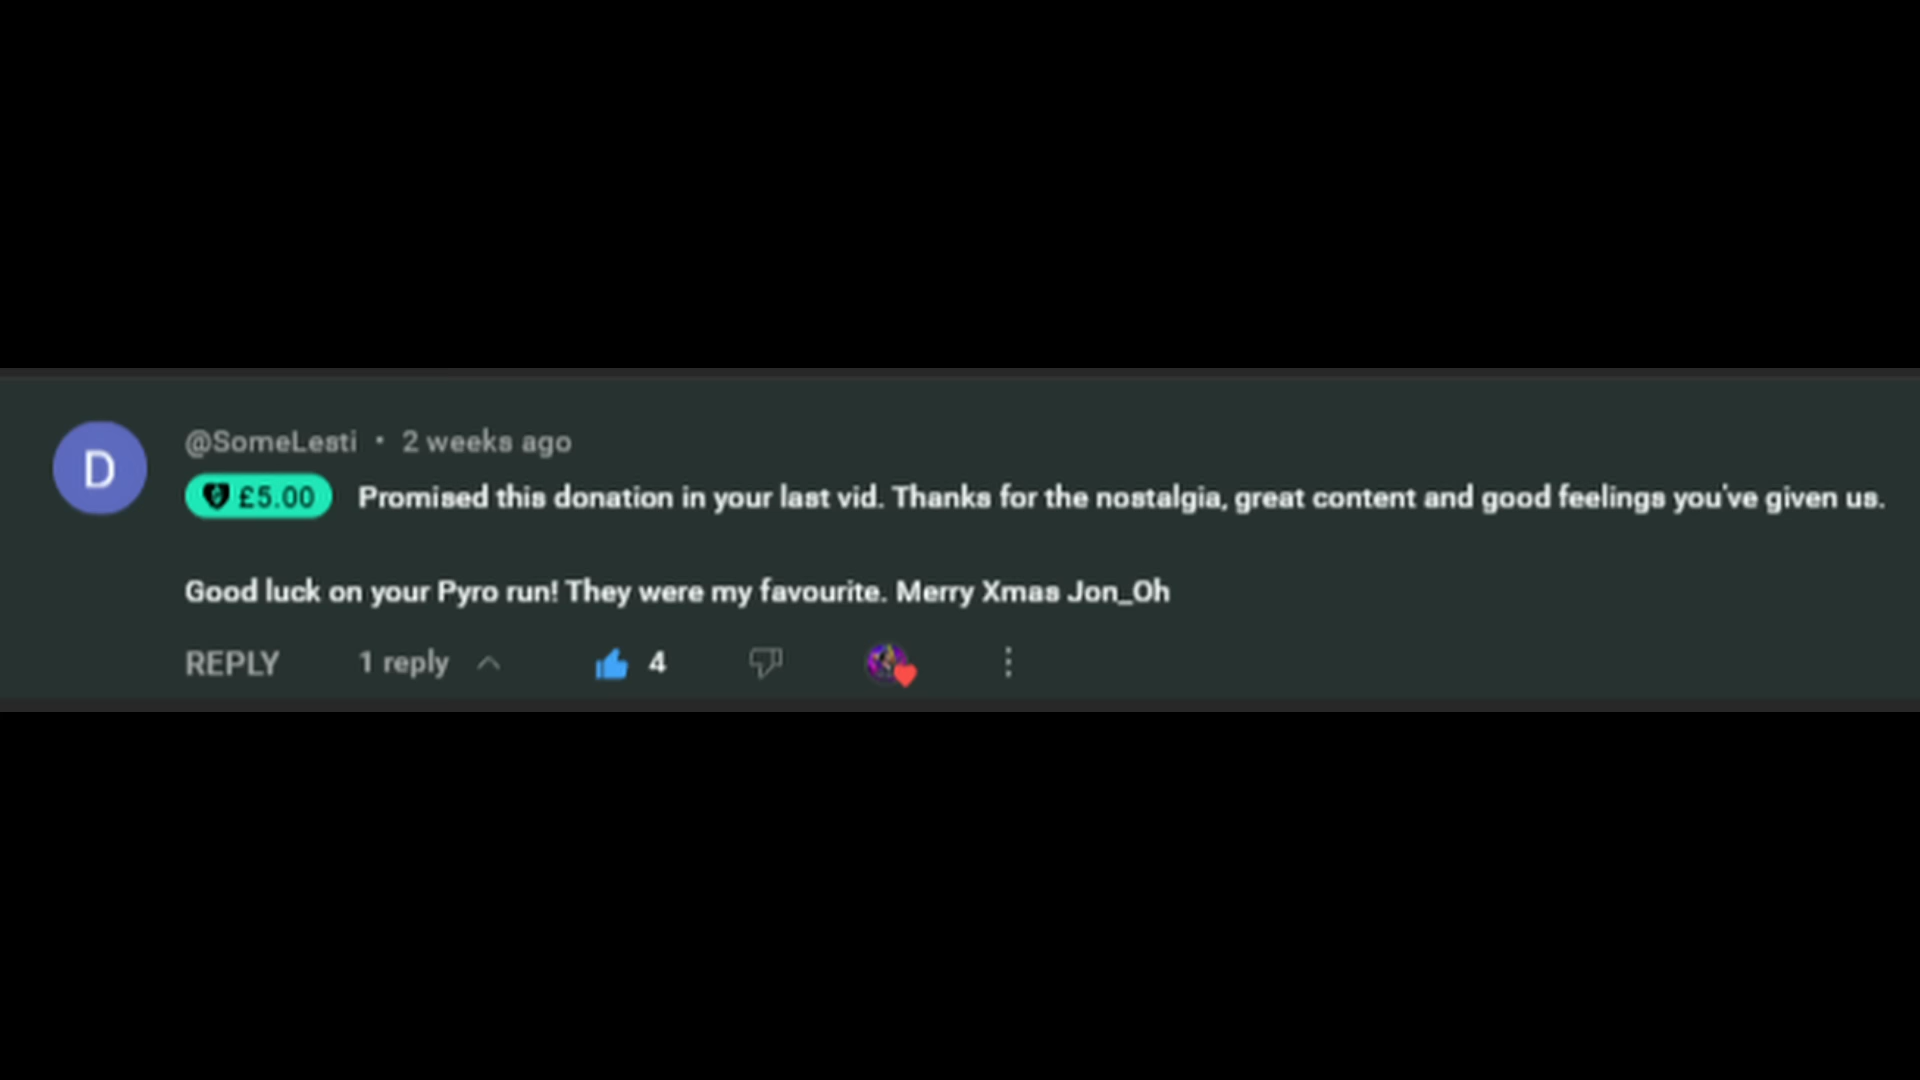 D
@SomeLesti • 2 weeks ago
£5.00 Promised this donation in your last vid. Thanks for the nostalgia, great content and good feelings you've given us.
Good luck on your Pyro run! They were my favourite. Merry Xmas Jon_Oh
REPLY 1 reply 4